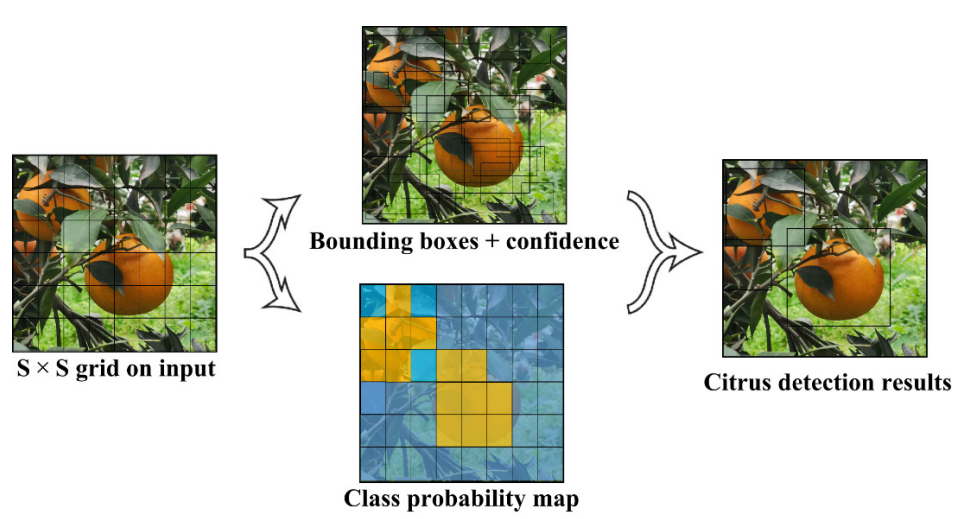 S × S grid on input
Bounding boxes + confidence
Class probability map
Citrus detection results